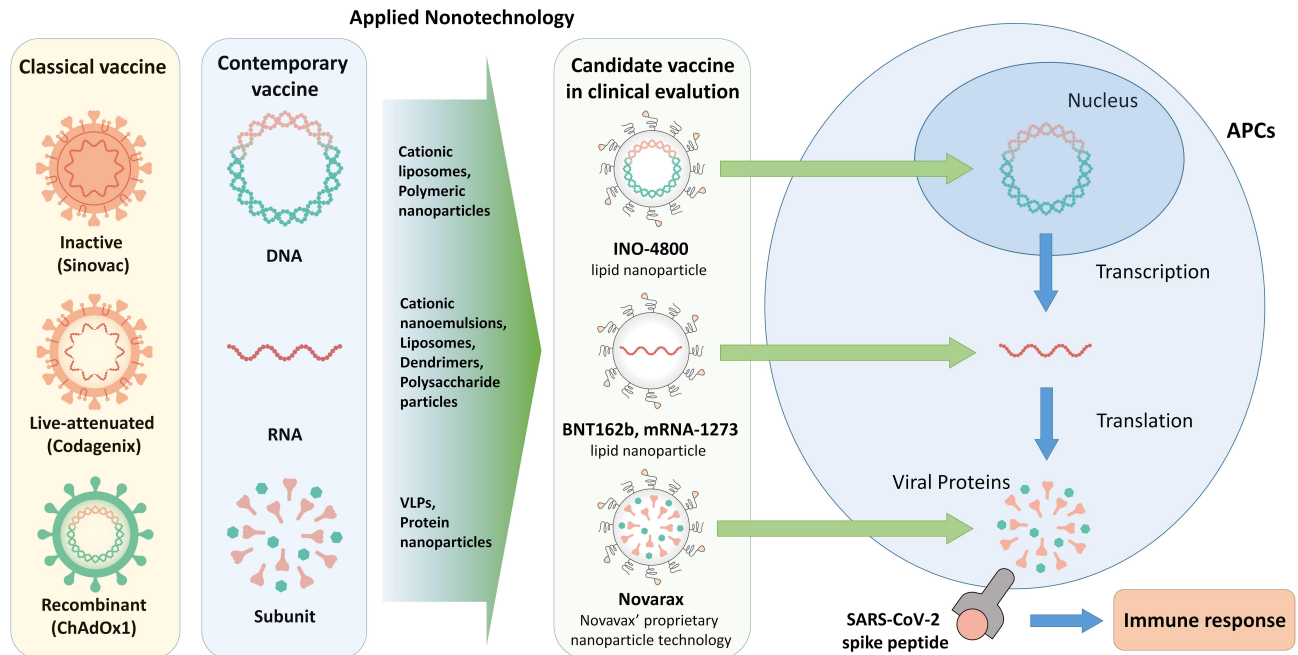 Applied Nonotechnology
Classical vaccine
Inactive
(Sinovac)
Live-attenuated
(Codagenix)
Recombinant
(ChAdOx1)
Contemporary
vaccine
DNA
RNA
Subunit
Cationic
liposomes,
Polymeric
nanoparticles
Cationic
nanoemulsions,
Liposomes,
Dendrimers,
Polysaccharide
particles
VLPs,
Protein
nanoparticles
Candidate vaccine
in clinical evalution
INO-4800
lipid nanoparticle
BNT162b, mRNA-1273
lipid nanoparticle
Novarax
Novavax’ proprietary
nanoparticle technology
Nucleus
APCs
Transcription
Translation
Viral Proteins
SARS-CoV-2
spike peptide
Immune response